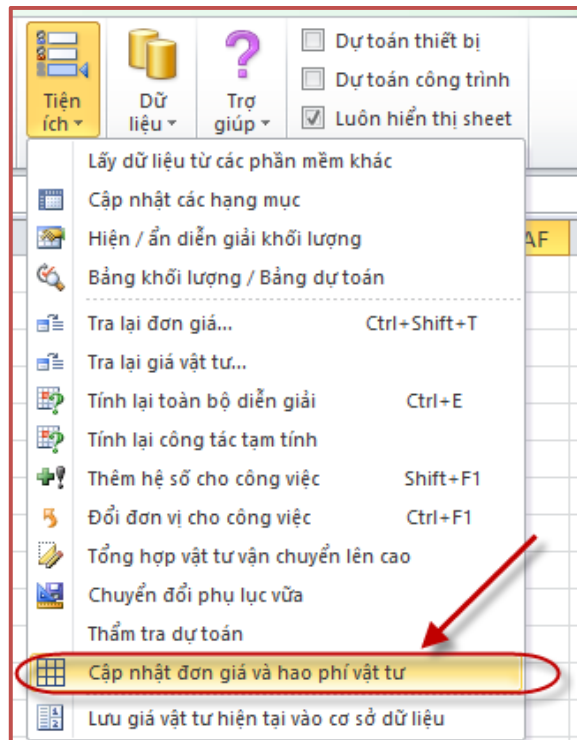 Tiện
ích
Dữ
liệu
Trợ
giúp
Dự toán thiết bị
Dự toán công trình
Luôn hiển thị sheet
Lấy dữ liệu từ các phần mềm khác
Cập nhật các hạng mục
Hiện / ẩn diễn giải khối lượng
AF
Bảng khối lượng / Bảng dự toán
Tra lại đơn giá... Ctrl+Shift+T
Tra lại giá vật tư...
Tính lại toàn bộ diễn giải Ctrl+E
Tính lại công tác tạm tính
Thêm hệ số cho công việc Shift+F1
Đổi đơn vị cho công việc Ctrl+F1
Tổng hợp vật tư vận chuyển lên cao
Chuyển đổi phụ lục vữa
Thẩm tra dự toán
Cập nhật đơn giá và hao phí vật tư
Lưu giá vật tư hiện tại vào cơ sở dữ liệu